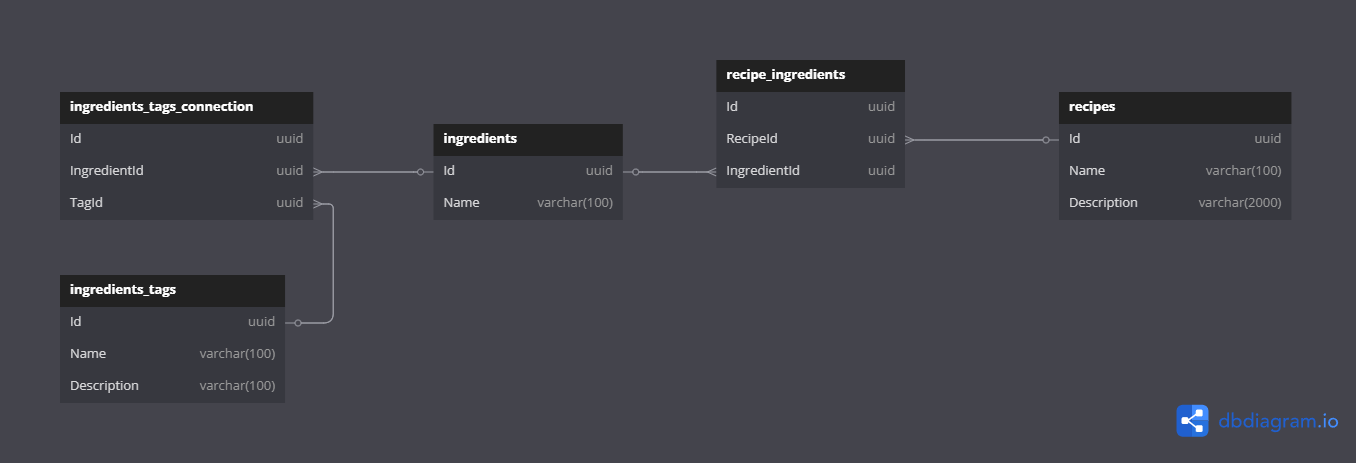 ingredients_tags_connection
Id uuid
IngredientId uuid
TagId uuid
ingredients_tags
Id uuid
Name varchar(100)
Description varchar(100)
ingredients
Id uuid
Name varchar(100)
recipe_ingredients
Id uuid
RecipeId uuid
IngredientId uuid
recipes
Id uuid
Name varchar(100)
Description varchar(2000)
dbdiagram.io